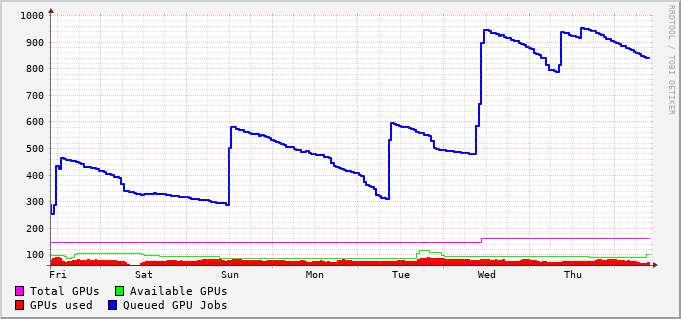 1000
900
800
700
600
500
400
300
200
100
Fri Sat Sun Mon Tue Wed Thu
Total GPUs Available GPUs
GPUs used Queued GPU Jobs
RRDTOOL / TOBI OETIKER